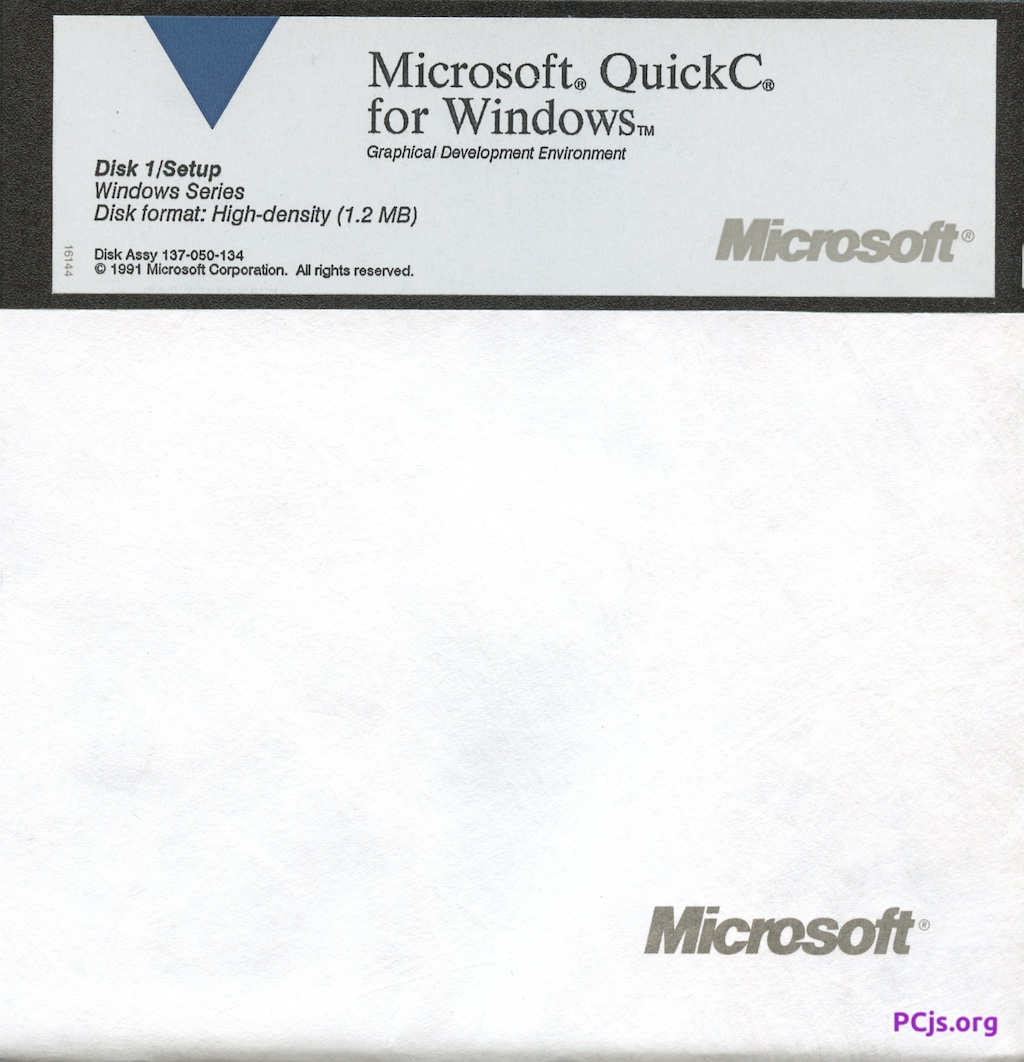 Microsoft® QuickC®
for Windows™
Graphical Development Environment
Disk 1/Setup
Windows Series
Disk format: High-density (1.2 MB)
Microsoft®
16144
Disk Assy 137-050-134
© 1991 Microsoft Corporation. All rights reserved.
Microsoft®
PCjs.org